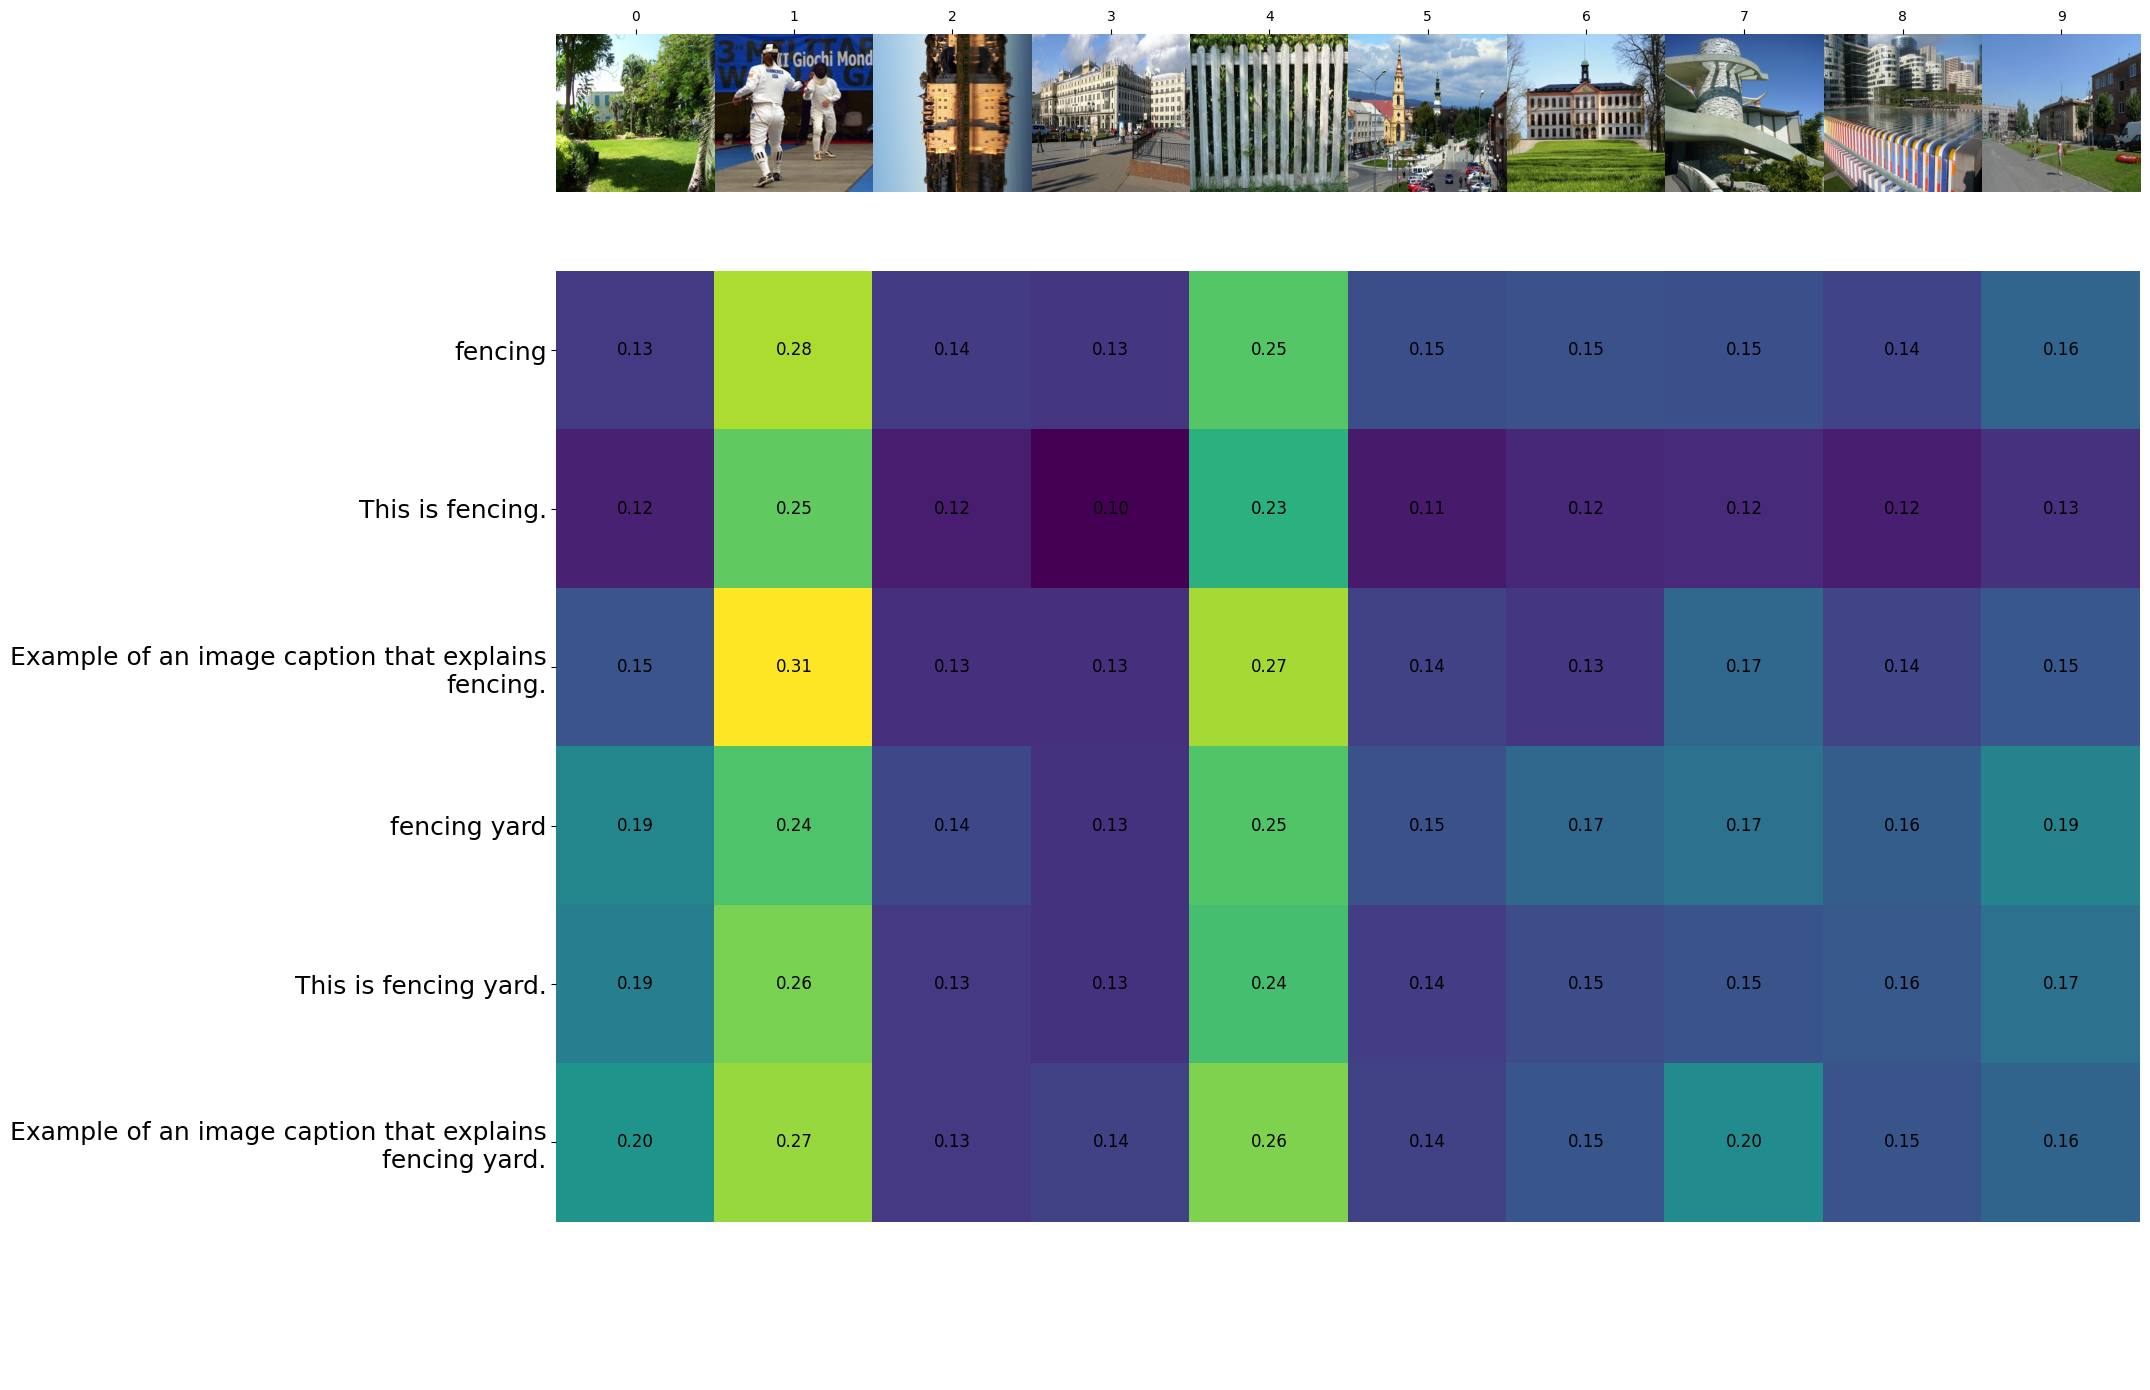 0 1 2 3 4 5 6 7 8 9
3 MILITAR
II Giochi Mond
fencing 0.13 0.28 0.14 0.13 0.25 0.15 0.15 0.15 0.14 0.16
This is fencing. 0.12 0.25 0.12 0.10 0.23 0.11 0.12 0.12 0.12 0.13
Example of an image caption that explains
fencing. 0.15 0.31 0.13 0.13 0.27 0.14 0.13 0.17 0.14 0.15
fencing yard 0.19 0.24 0.14 0.13 0.25 0.15 0.17 0.17 0.16 0.19
This is fencing yard. 0.19 0.26 0.13 0.13 0.24 0.14 0.15 0.15 0.16 0.17
Example of an image caption that explains
fencing yard. 0.20 0.27 0.13 0.14 0.26 0.14 0.15 0.20 0.15 0.16